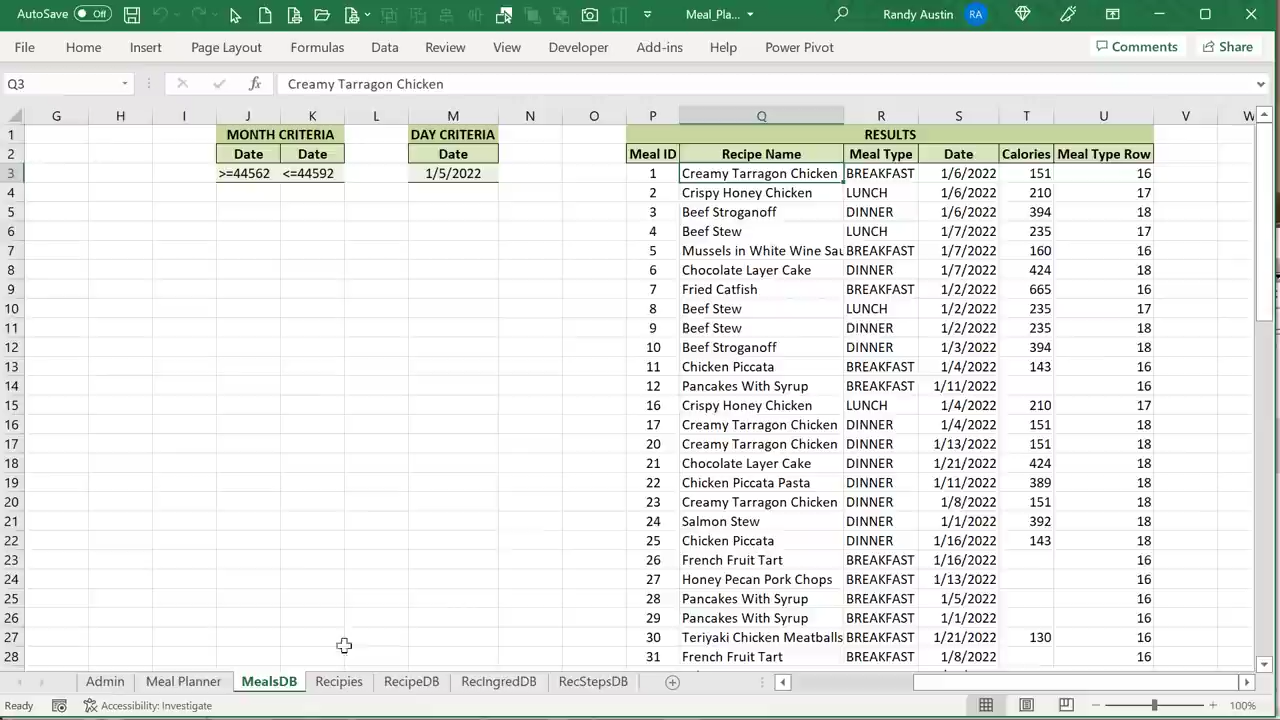 AutoSave Off Meal_Pla... Randy Austin RA
File Home Insert Page Layout Formulas Data Review View Developer Add-ins Help Power Pivot Comments Share
Q3 fx Creamy Tarragon Chicken
G H I J K L M N O P Q R S T U V W
1 MONTH CRITERIA DAY CRITERIA RESULTS
2 Date Date Date Meal ID Recipe Name Meal Type Date Calories Meal Type Row
3 >=44562 <=44592 1/5/2022 1 Creamy Tarragon Chicken BREAKFAST 1/6/2022 151 16
4 2 Crispy Honey Chicken LUNCH 1/6/2022 210 17
5 3 Beef Stroganoff DINNER 1/6/2022 394 18
6 4 Beef Stew LUNCH 1/7/2022 235 17
7 5 Mussels in White Wine Sau BREAKFAST 1/7/2022 160 16
8 6 Chocolate Layer Cake DINNER 1/7/2022 424 18
9 7 Fried Catfish BREAKFAST 1/2/2022 665 16
10 8 Beef Stew LUNCH 1/2/2022 235 17
11 9 Beef Stew DINNER 1/2/2022 235 18
12 10 Beef Stroganoff DINNER 1/3/2022 394 18
13 11 Chicken Piccata BREAKFAST 1/4/2022 143 16
14 12 Pancakes With Syrup BREAKFAST 1/11/2022 16
15 16 Crispy Honey Chicken LUNCH 1/4/2022 210 17
16 17 Creamy Tarragon Chicken DINNER 1/4/2022 151 18
17 20 Creamy Tarragon Chicken DINNER 1/13/2022 151 18
18 21 Chocolate Layer Cake DINNER 1/21/2022 424 18
19 22 Chicken Piccata Pasta DINNER 1/11/2022 389 18
20 23 Creamy Tarragon Chicken DINNER 1/8/2022 151 18
21 24 Salmon Stew DINNER 1/1/2022 392 18
22 25 Chicken Piccata DINNER 1/16/2022 143 18
23 26 French Fruit Tart BREAKFAST 1/16/2022 16
24 27 Honey Pecan Pork Chops BREAKFAST 1/13/2022 16
25 28 Pancakes With Syrup BREAKFAST 1/5/2022 16
26 29 Pancakes With Syrup BREAKFAST 1/1/2022 16
27 30 Teriyaki Chicken Meatballs BREAKFAST 1/21/2022 130 16
28 31 French Fruit Tart BREAKFAST 1/8/2022 16
Admin Meal Planner MealsDB Recipies RecipeDB RecIngredDB RecStepsDB
Ready Accessibility: Investigate 100%